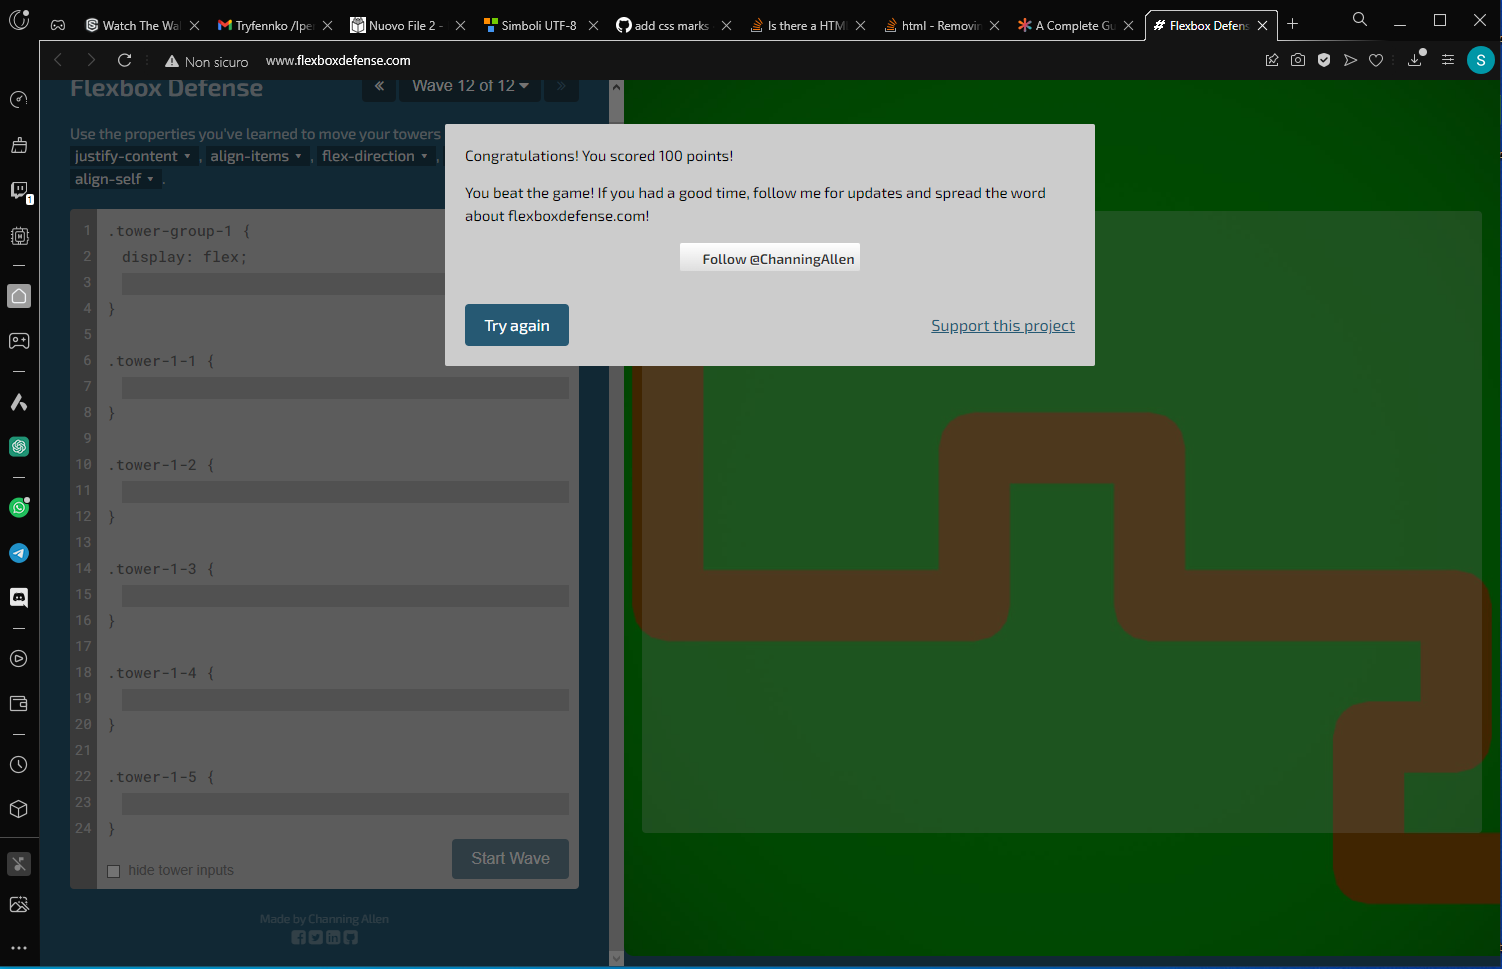 Watch The Wa
Tryfennko /Iper
Nuovo File 2 -
Simboli UTF-8
add css marks
Is there a HTML
html - Removin
A Complete Gu
Flexbox Defens
Non sicuro
www.flexboxdefense.com
S
1
Flexbox Defense
«
Wave 12 of 12
»
Use the properties you've learned to move your towers
justify-content , align-items , flex-direction ,
align-self .
Congratulations! You scored 100 points!
You beat the game! If you had a good time, follow me for updates and spread the word
about flexboxdefense.com!
Follow @ChanningAllen
Try again
Support this project
1 .tower-group-1 {
2 display: flex;
3
4 }
5
6 .tower-1-1 {
7
8 }
9
10 .tower-1-2 {
11
12 }
13
14 .tower-1-3 {
15
16 }
17
18 .tower-1-4 {
19
20 }
21
22 .tower-1-5 {
23
24 }
hide tower inputs
Start Wave
Made by Channing Allen